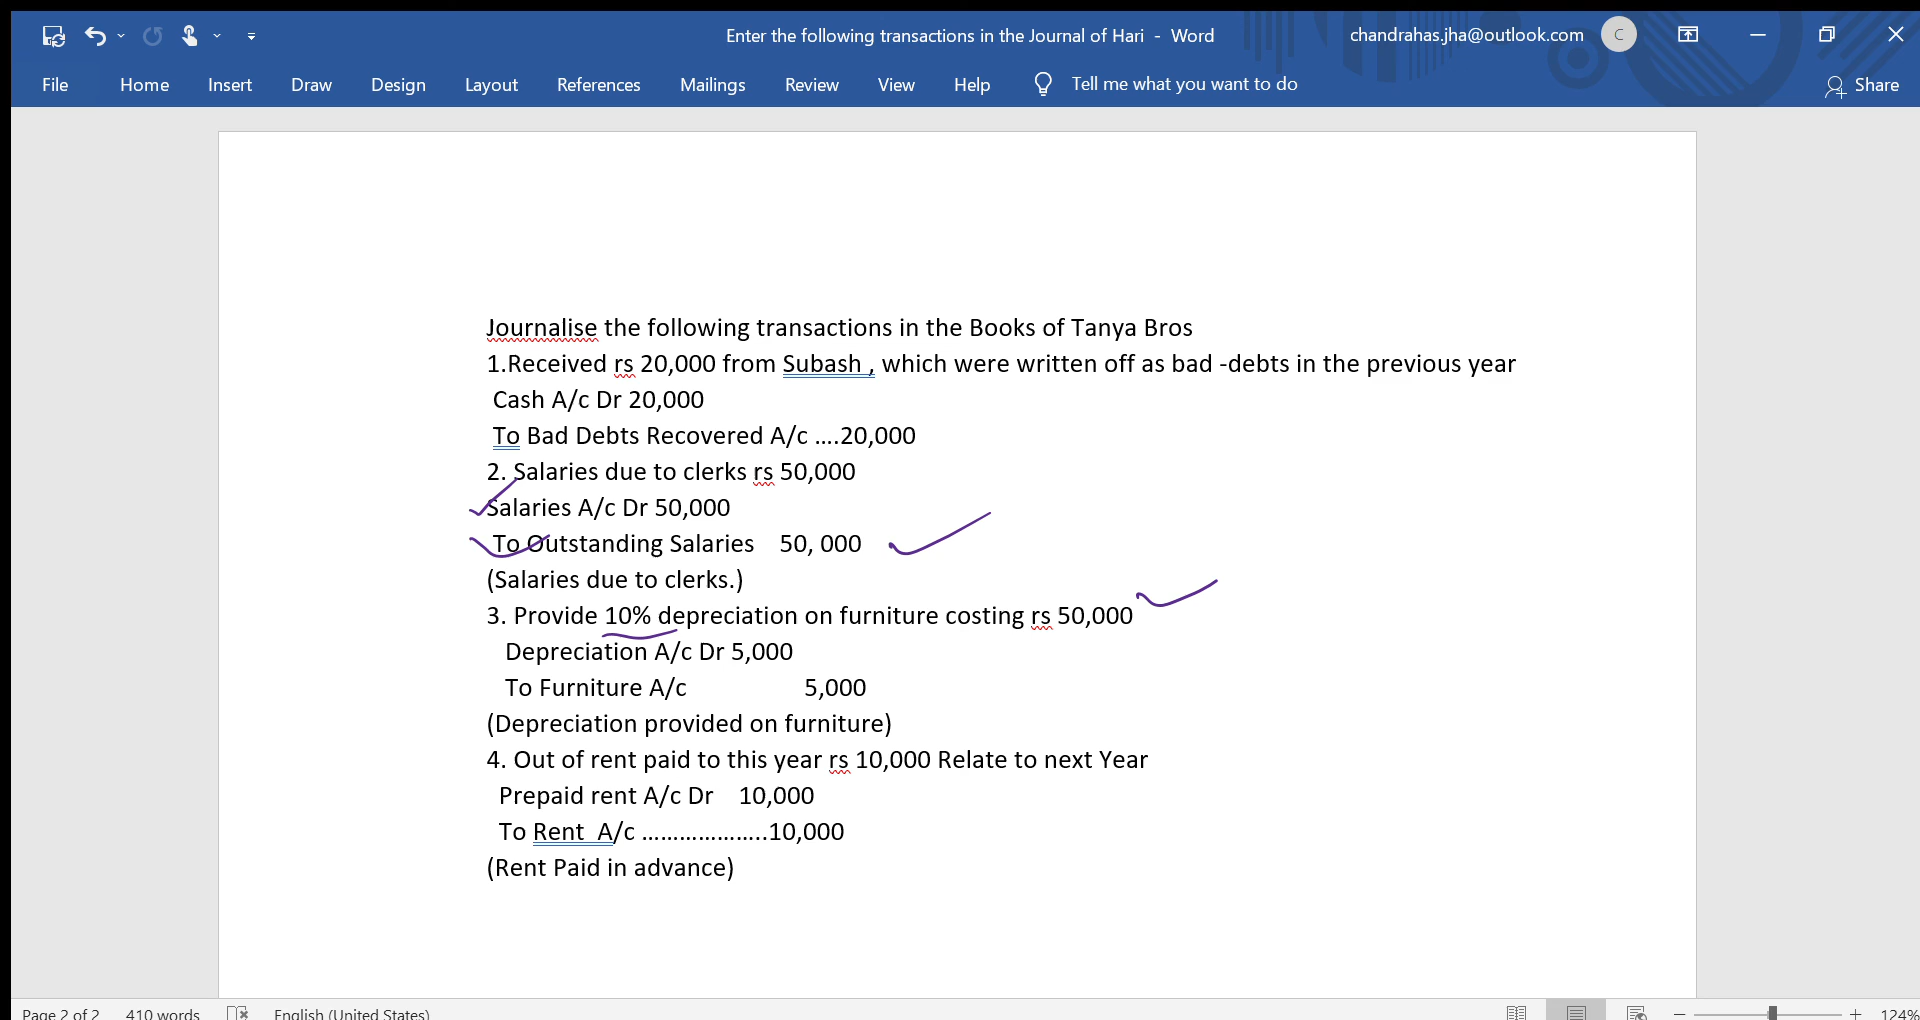 Enter the following transactions in the Journal of Hari - Word chandrahas.jha@outlook.com C
File Home Insert Draw Design Layout References Mailings Review View Help Tell me what you want to do Share
Journalise the following transactions in the Books of Tanya Bros
1.Received rs 20,000 from Subash , which were written off as bad -debts in the previous year
Cash A/c Dr 20,000
To Bad Debts Recovered A/c ....20,000
2. Salaries due to clerks rs 50,000
Salaries A/c Dr 50,000
To Outstanding Salaries 50, 000
(Salaries due to clerks.)
3. Provide 10% depreciation on furniture costing rs 50,000
Depreciation A/c Dr 5,000
To Furniture A/c 5,000
(Depreciation provided on furniture)
4. Out of rent paid to this year rs 10,000 Relate to next Year
Prepaid rent A/c Dr 10,000
To Rent A/c ....................10,000
(Rent Paid in advance)
Page 2 of 2 410 words English (United States) 124%